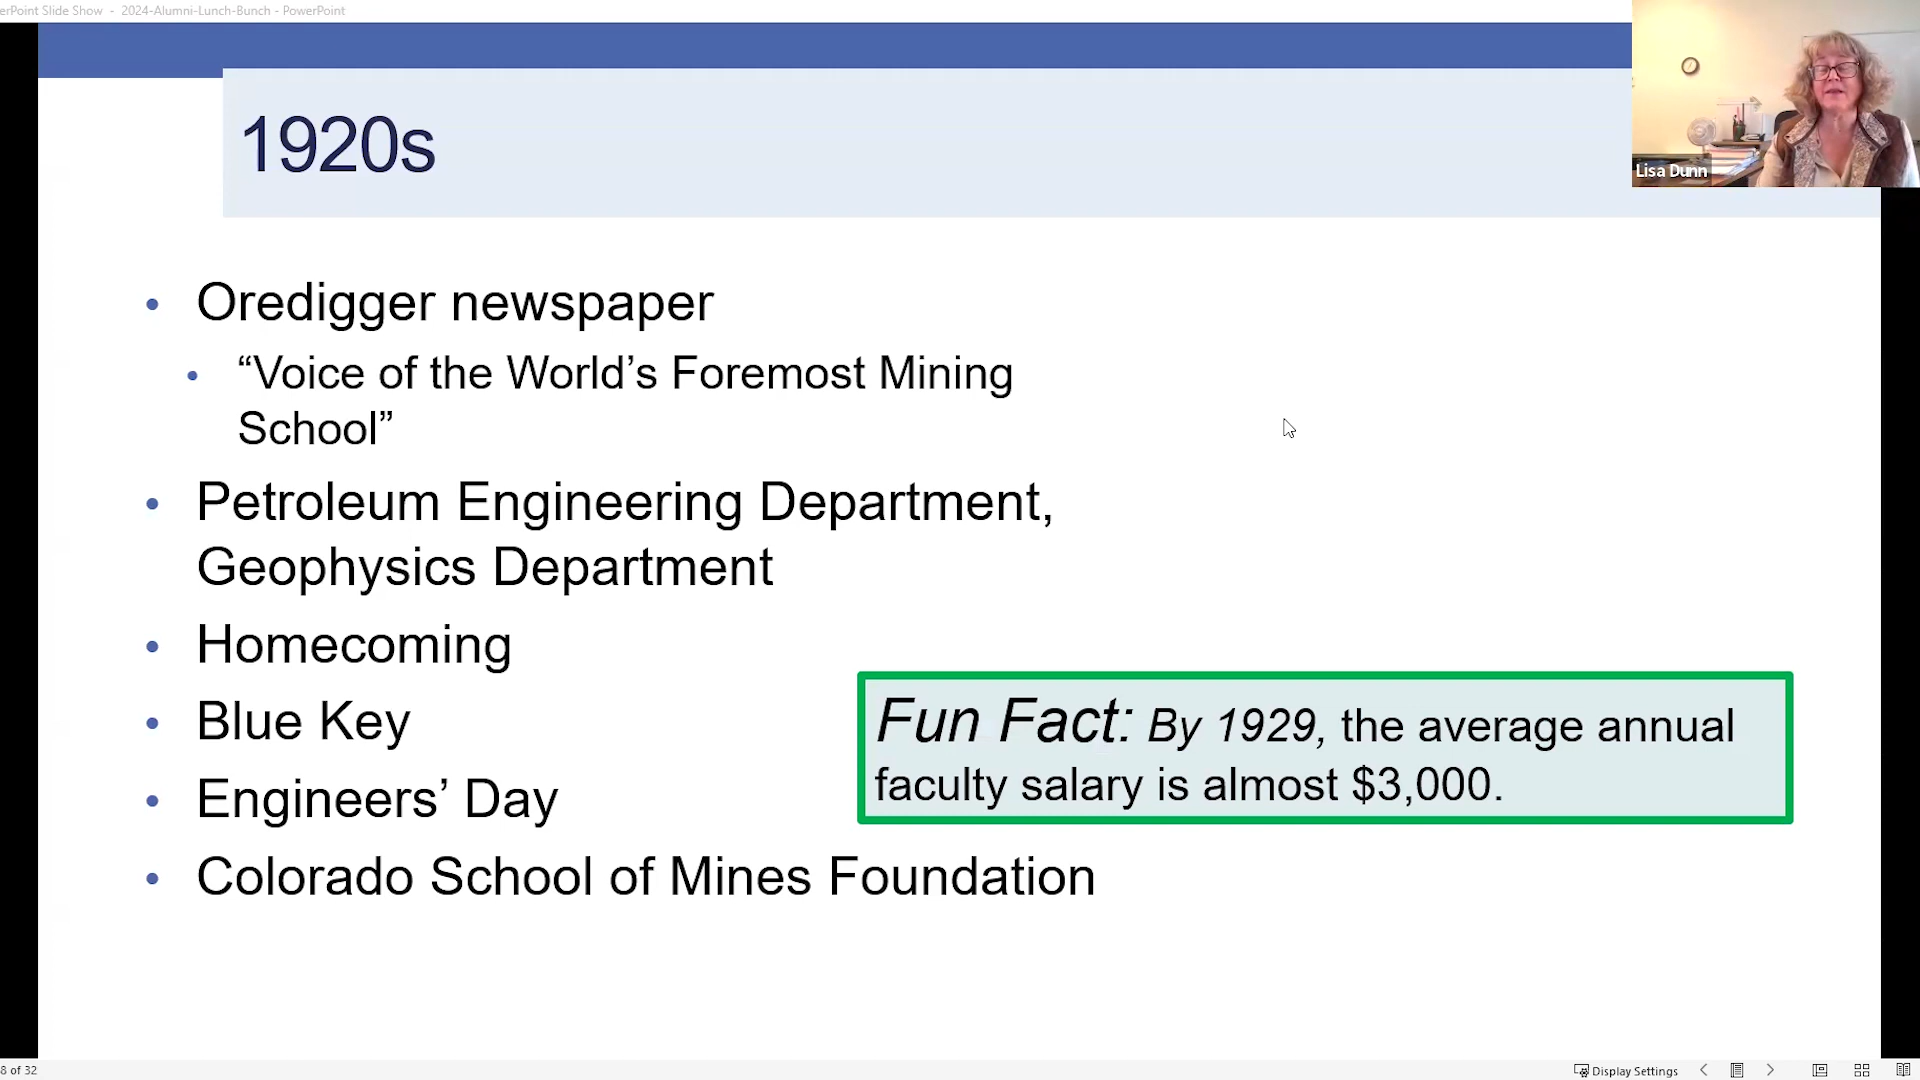 erPoint Slide Show - 2024-Alumni-Lunch-Bunch - PowerPoint
Lisa Dunn
1920s
• Oredigger newspaper
• “Voice of the World’s Foremost Mining
School”
• Petroleum Engineering Department,
Geophysics Department
• Homecoming
• Blue Key
• Engineers’ Day
• Colorado School of Mines Foundation
Fun Fact: By 1929, the average annual
faculty salary is almost $3,000.
8 of 32
Display Settings